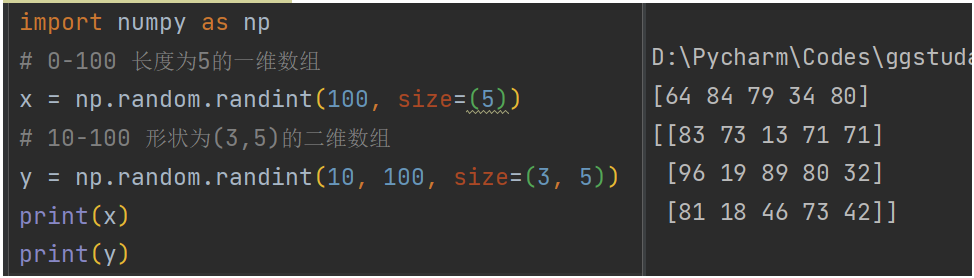 import numpy as np
# 0-100 长度为5的一维数组
x = np.random.randint(100, size=(5))
# 10-100 形状为(3,5)的二维数组
y = np.random.randint(10, 100, size=(3, 5))
print(x)
print(y)
D:\Pycharm\Codes\ggstuda
[64 84 79 34 80]
[[83 73 13 71 71]
 [96 19 89 80 32]
 [81 18 46 73 42]]